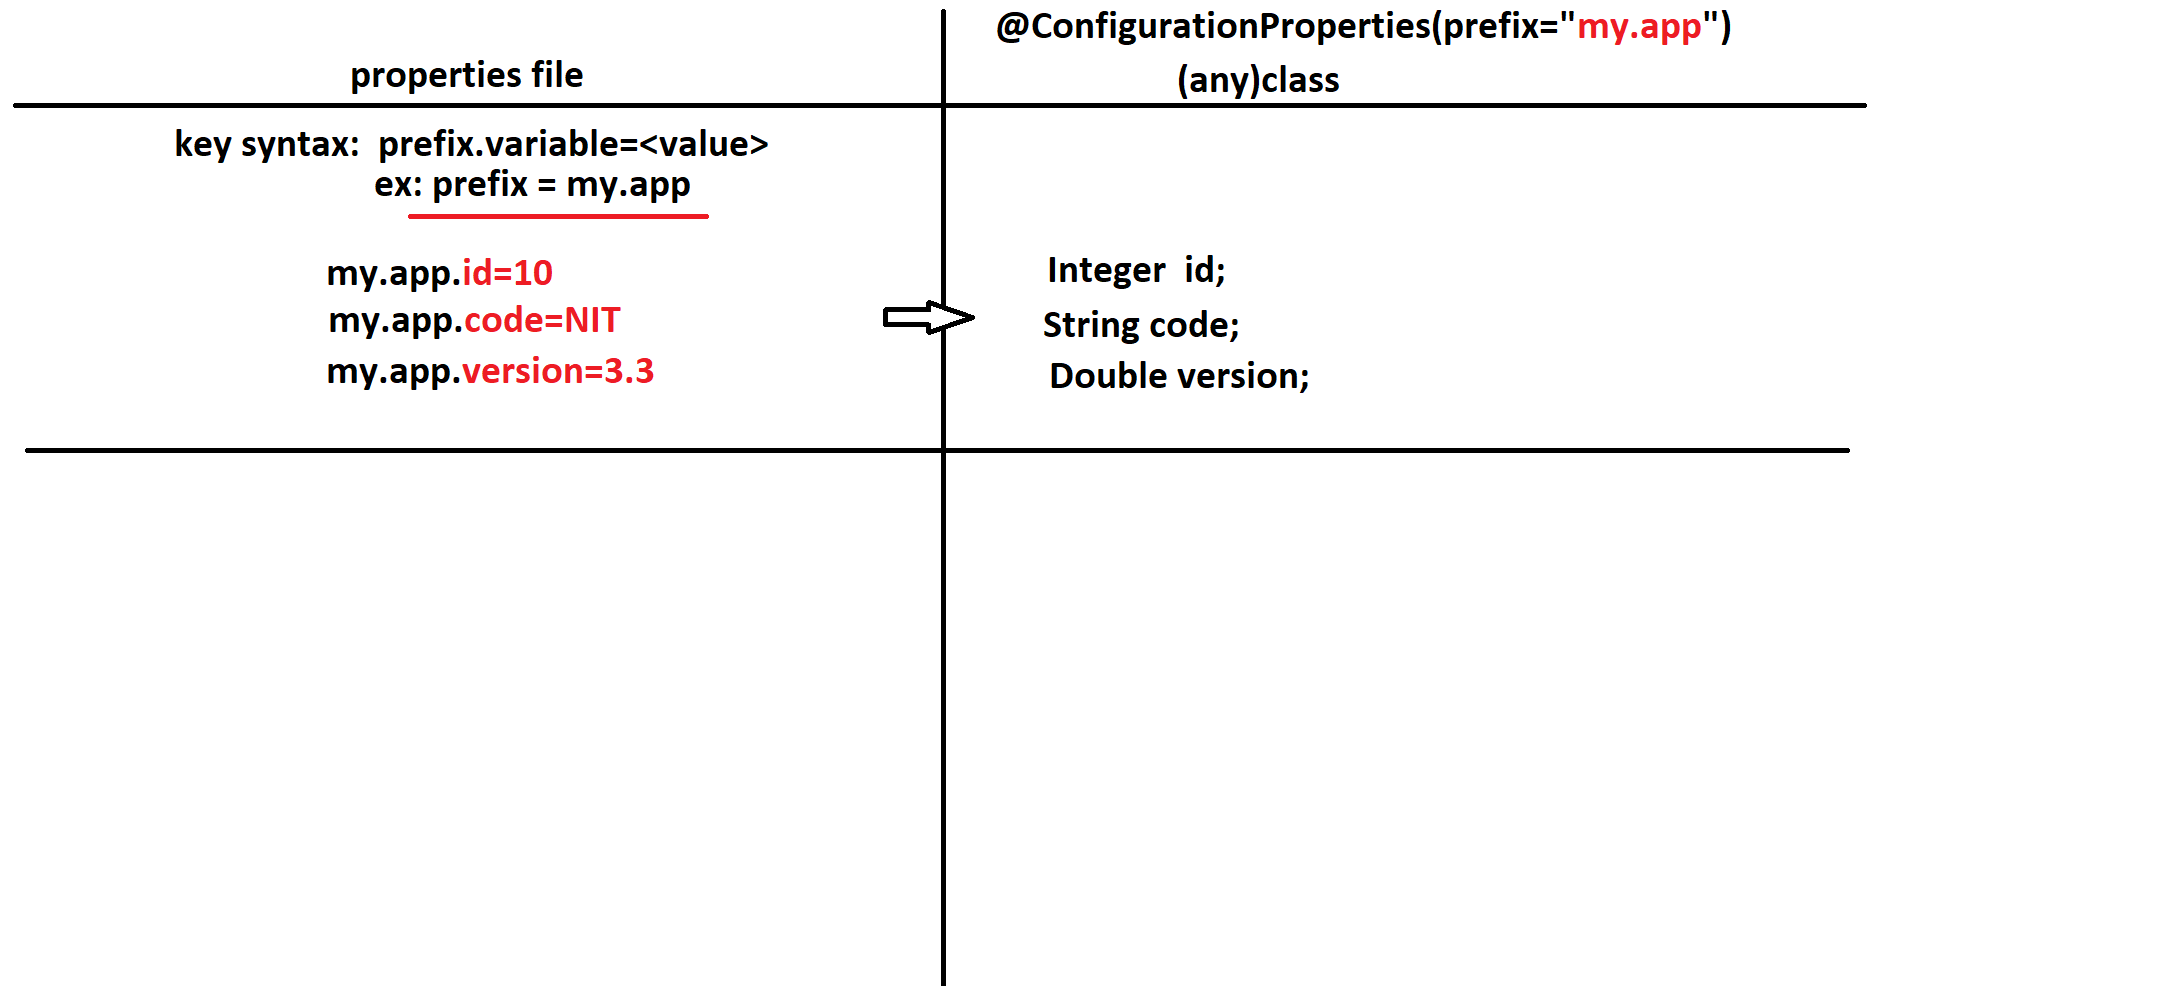 properties file
key syntax: prefix.variable=<value>
ex: prefix = my.app
my.app.id=10
my.app.code=NIT
my.app.version=3.3
@ConfigurationProperties(prefix="my.app")
(any)class
Integer id;
String code;
Double version;